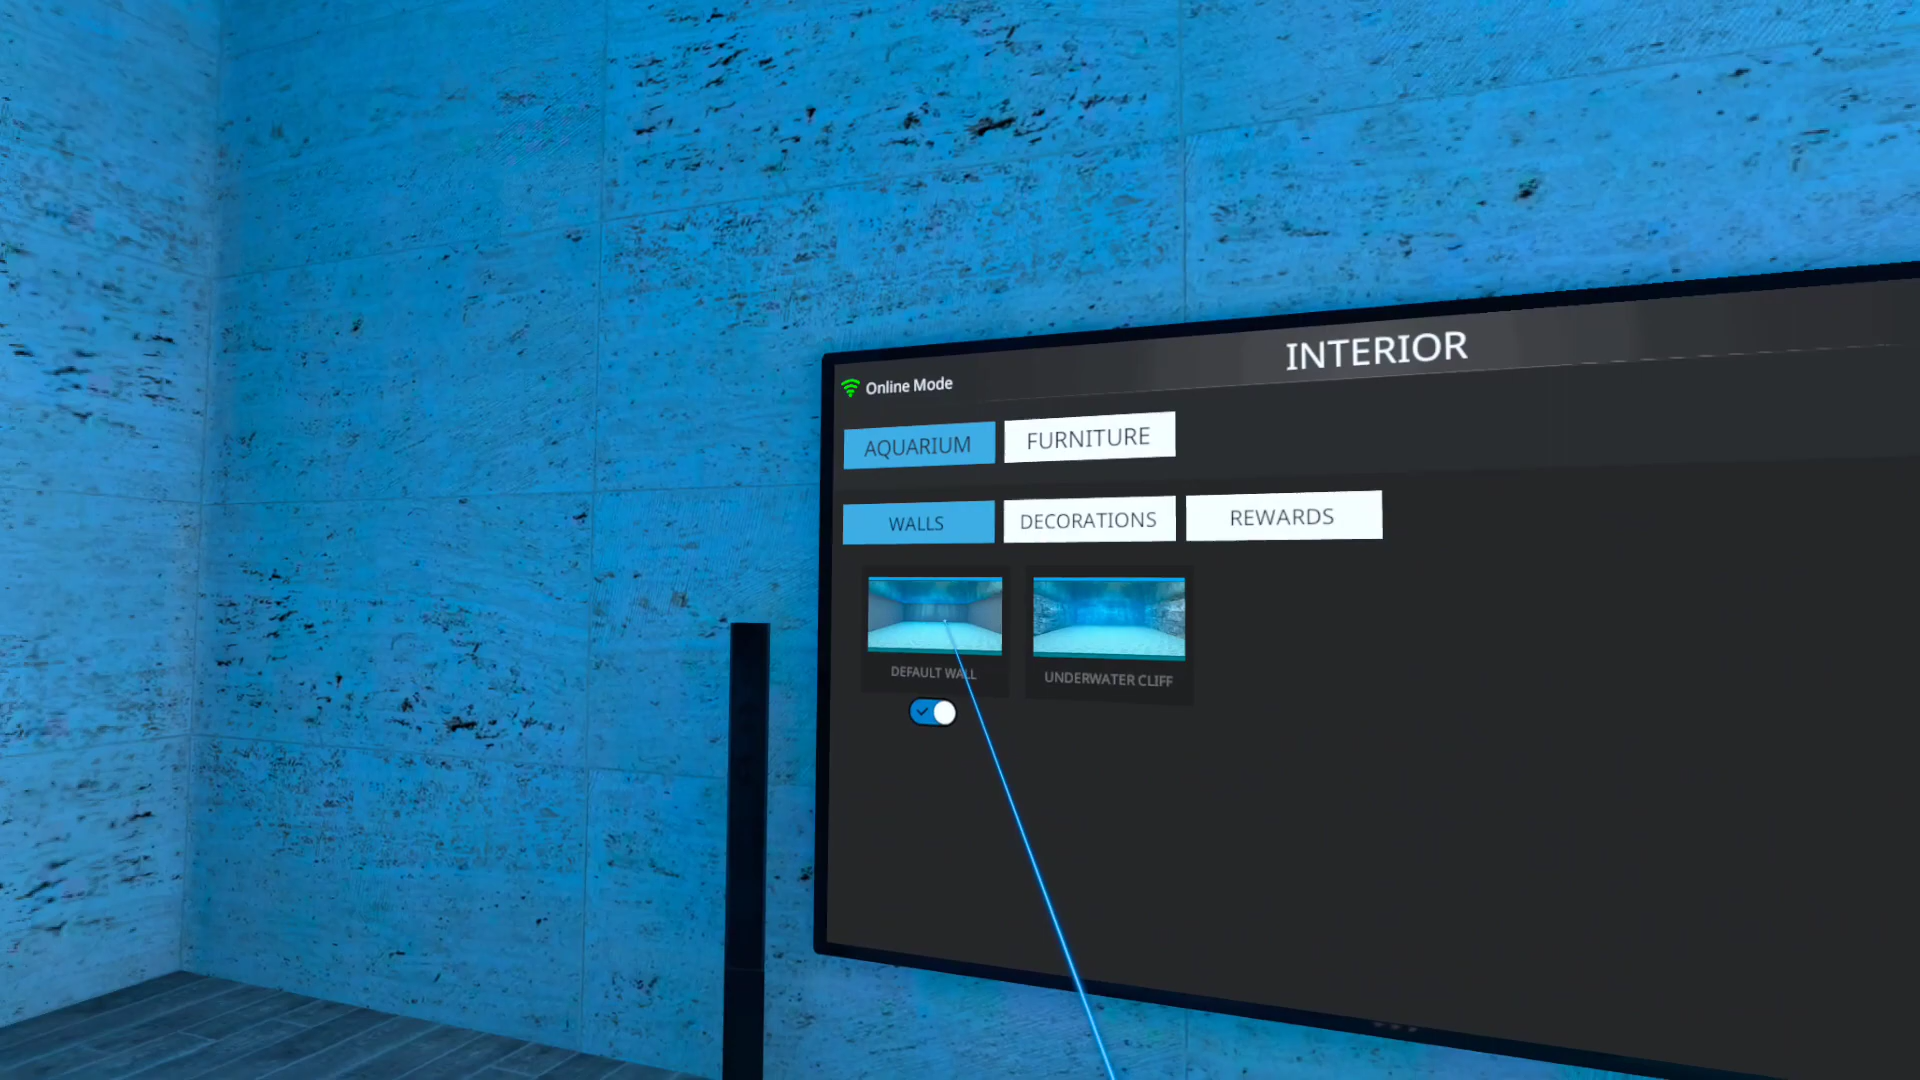 INTERIOR
Online Mode
AQUARIUM
FURNITURE
WALLS
DECORATIONS
REWARDS
DEFAULT WALL
UNDERWATER CLIFF